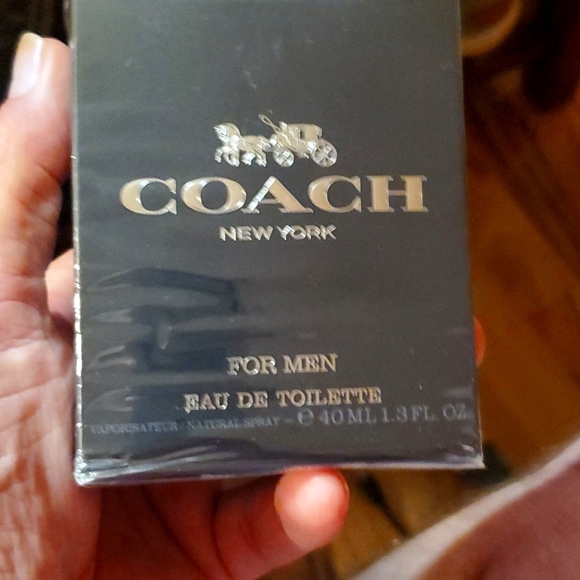 COACH
NEW YORK
FOR MEN
EAU DE TOILETTE
VAPORISATEUR / NATURAL SPRAY – ℮ 40 ML 1.3 FL. OZ.